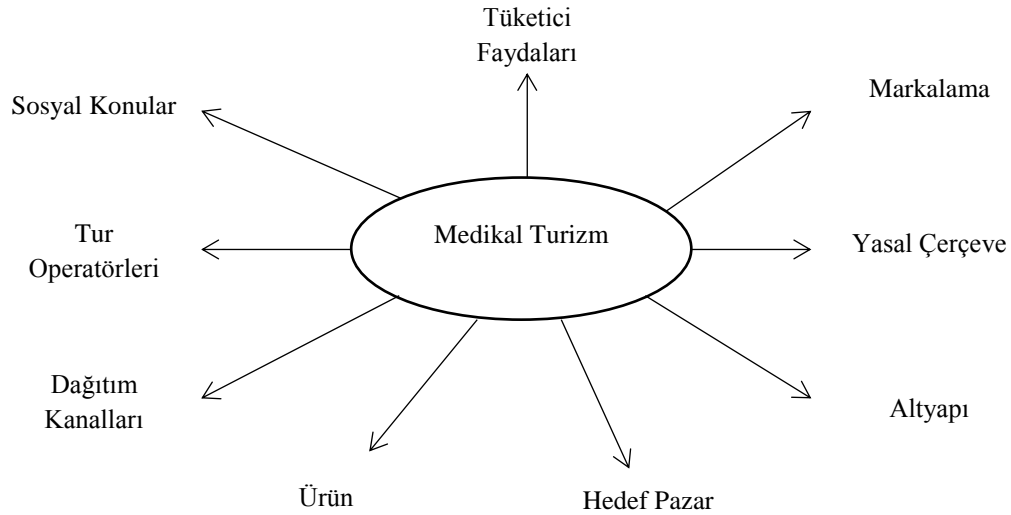 Tüketici
Faydaları
Markalama
Sosyal Konular
Medikal Turizm
Tur
Operatörleri
Yasal Çerçeve
Dağıtım
Kanalları
Altyapı
Ürün
Hedef Pazar